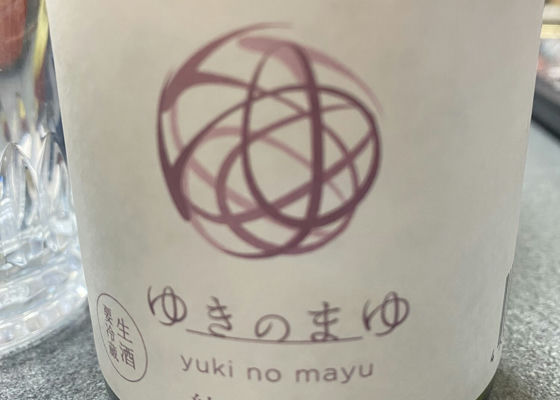 ゆきのまゆ
yuki no mayu
生酒
要冷蔵